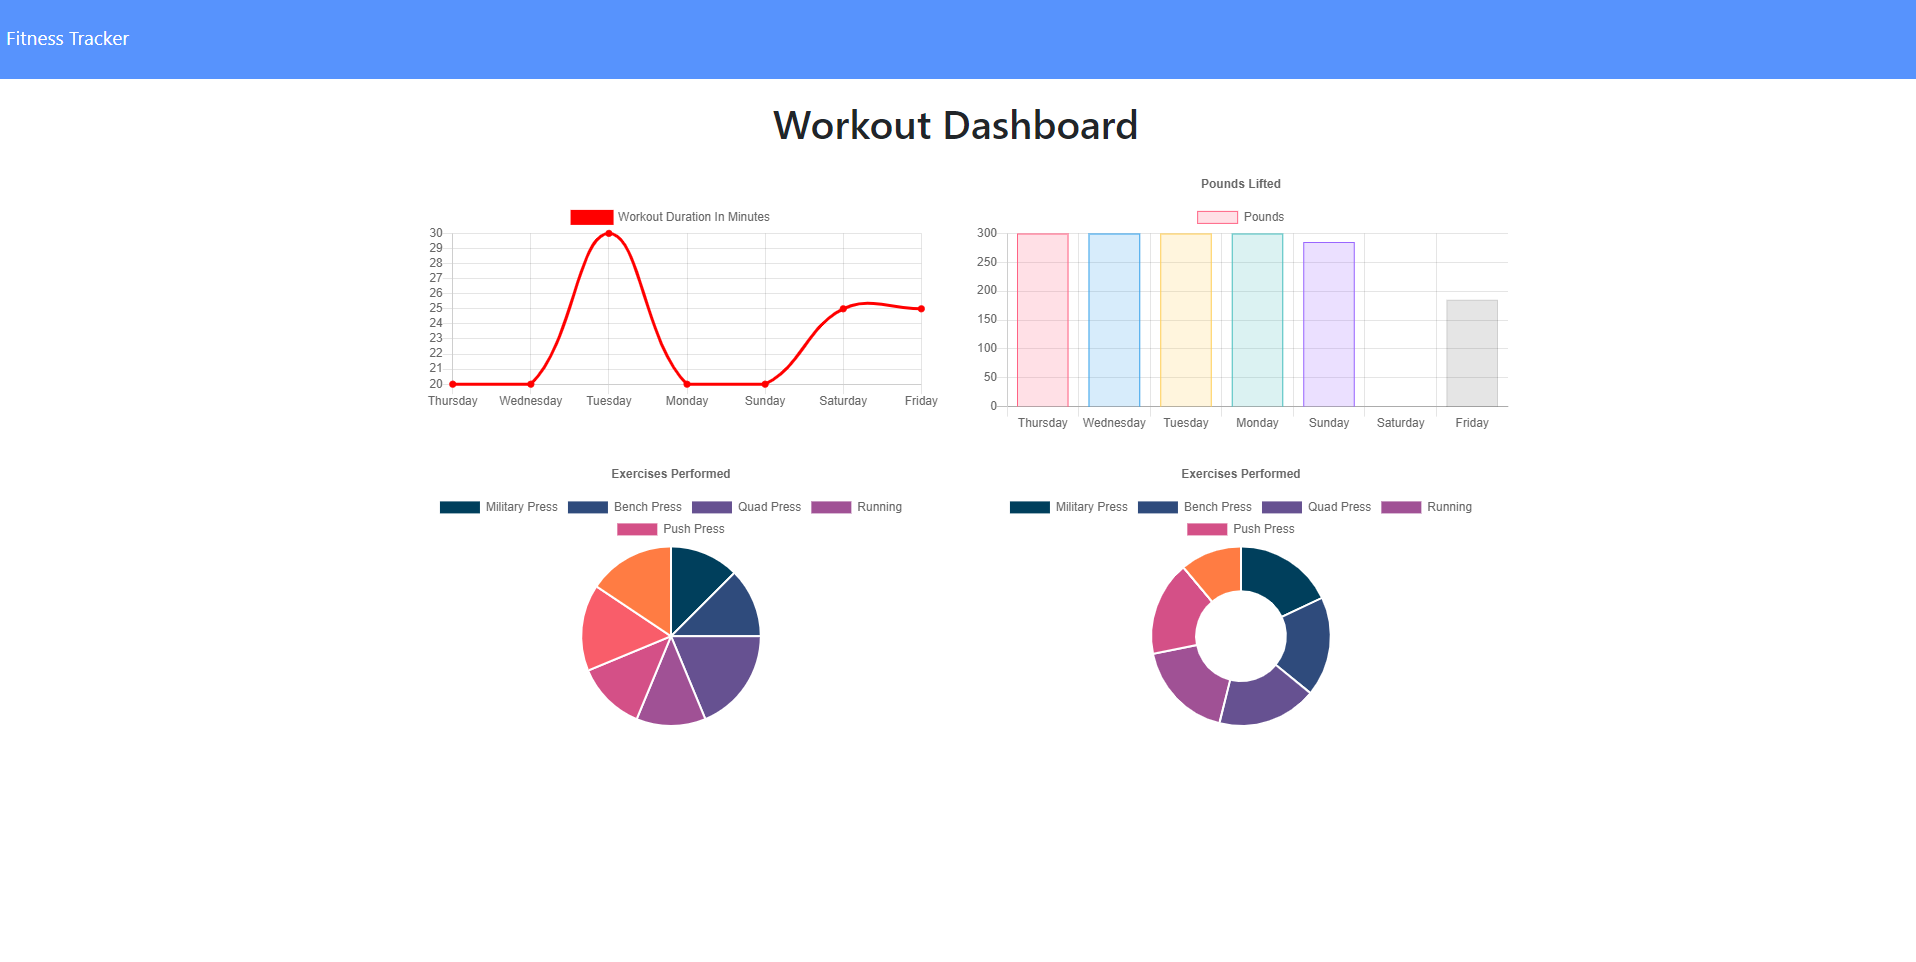 Fitness Tracker
Workout Dashboard
Workout Duration In Minutes
30
29
28
27
26
25
24
23
22
21
20
Thursday Wednesday Tuesday Monday Sunday Saturday Friday
Pounds Lifted
Pounds
300
250
200
150
100
50
0
Thursday Wednesday Tuesday Monday Sunday Saturday Friday
Exercises Performed
Military Press Bench Press Quad Press Running
Push Press
Exercises Performed
Military Press Bench Press Quad Press Running
Push Press